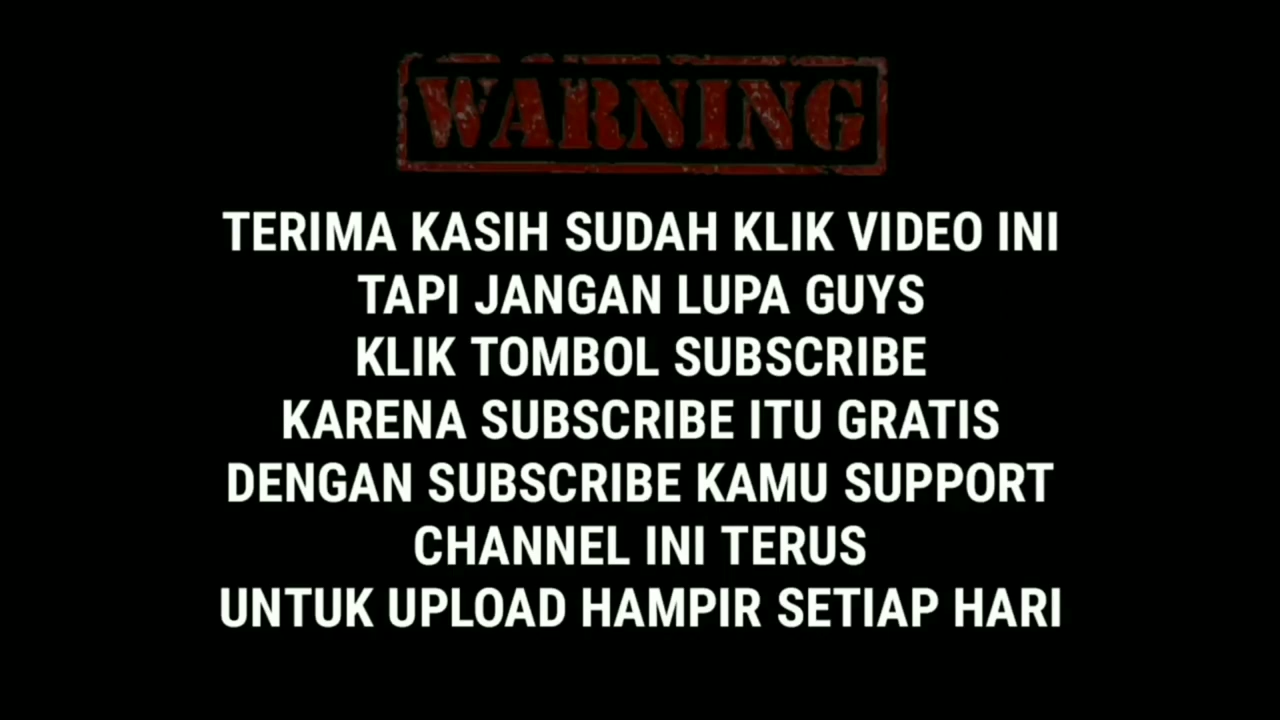 WARNING
TERIMA KASIH SUDAH KLIK VIDEO INI
TAPI JANGAN LUPA GUYS
KLIK TOMBOL SUBSCRIBE
KARENA SUBSCRIBE ITU GRATIS
DENGAN SUBSCRIBE KAMU SUPPORT
CHANNEL INI TERUS
UNTUK UPLOAD HAMPIR SETIAP HARI